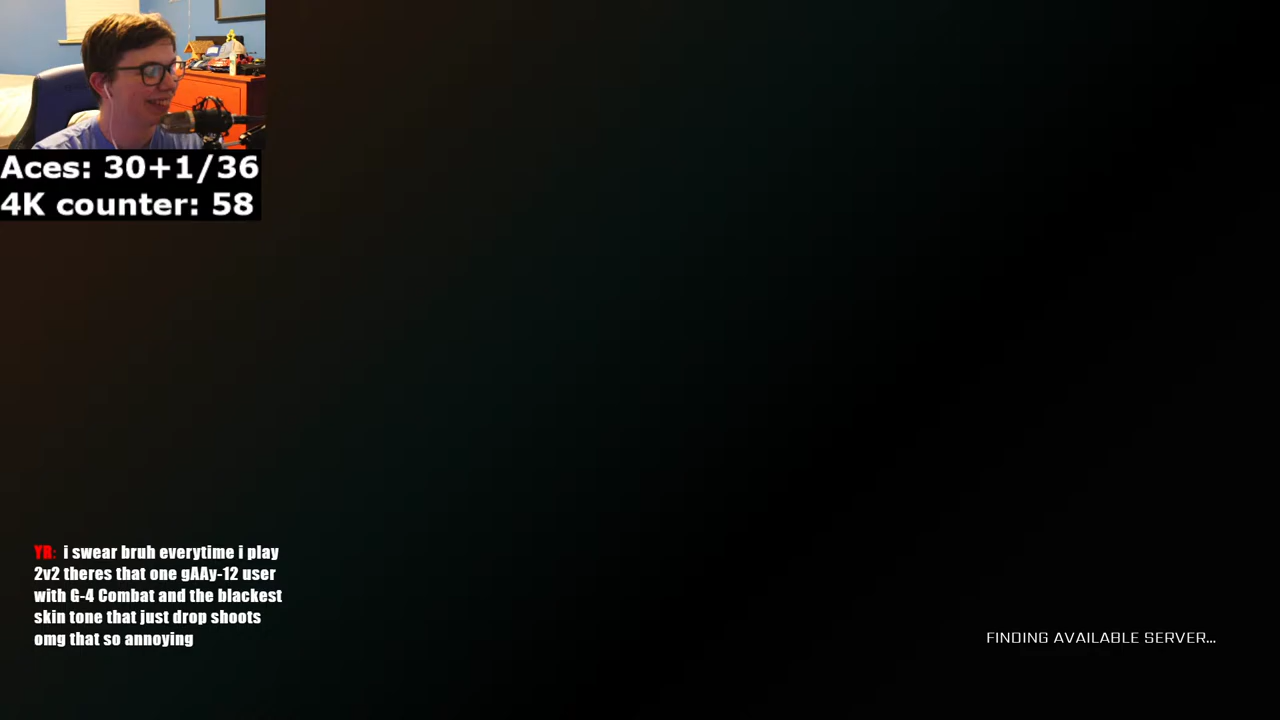 Aces: 30+1/36
4K counter: 58
YR: i swear bruh everytime i play
2v2 theres that one gAAy-12 user
with G-4 Combat and the blackest
skin tone that just drop shoots
omg that so annoying
FINDING AVAILABLE SERVER...